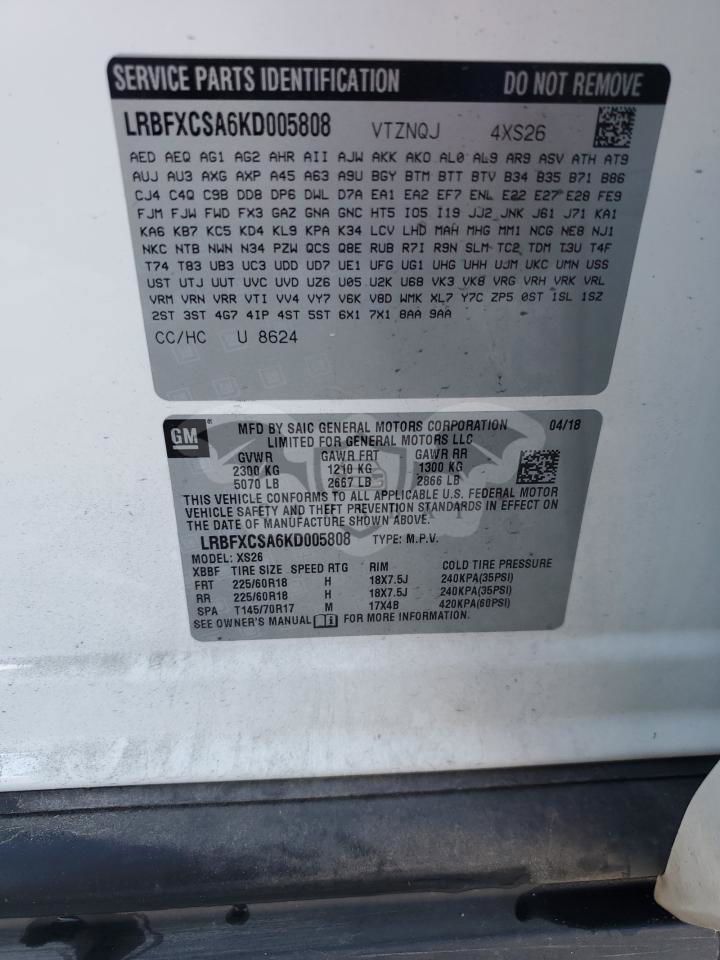 SERVICE PARTS IDENTIFICATION DO NOT REMOVE
LRBFXCSA6KD005808 VTZNQJ 4XS26
AED AEQ AG1 AG2 AHR AII AJW AKK AKO AL0 AL9 AR9 ASV ATH AT9
AUJ AU3 AXG AXP A45 A63 A9U BGY BTM BTT BTV B34 B35 B71 B86
CJ4 C4Q C9B DD8 DP6 DWL D7A EA1 EA2 EF7 ENL E22 E27 E28 FE9
FJM FJW FWD FX3 GAZ GNA GNC HT5 IO5 I19 JJ2 JNK J61 J71 KA1
KA6 KB7 KC5 KD4 KL9 KPA K34 LCV LHD MAH MHG MM1 NCG NE8 NJ1
NKC NTB NWN N34 PZW QCS Q8E RUB R7I R9N SLM TC2 TDM T3U T4F
T74 T83 UB3 UC3 UDD UD7 UE1 UFG UG1 UHG UHH UJM UKC UMN USS
UST UTJ UUT UVC UVD UZ6 U05 U2K U68 VK3 VK8 VRG VRH VRK VRL
VRM VRN VRR VTI VV4 VY7 V6K V8D WMK XL7 Y7C ZP5 0ST 1SL 1SZ
2ST 3ST 4G7 4IP 4ST 5ST 6X1 7X1 8AA 9AA
CC/HC U 8624
GM MFD BY SAIC GENERAL MOTORS CORPORATION 04/18
LIMITED FOR GENERAL MOTORS LLC
GVWR GAWR FRT GAWR RR
2300 KG 1210 KG 1300 KG
5070 LB 2667 LB 2866 LB
THIS VEHICLE CONFORMS TO ALL APPLICABLE U.S. FEDERAL MOTOR
VEHICLE SAFETY AND THEFT PREVENTION STANDARDS IN EFFECT ON
THE DATE OF MANUFACTURE SHOWN ABOVE.
LRBFXCSA6KD005808 TYPE: M.P.V.
MODEL: XS26
XBBF TIRE SIZE SPEED RTG RIM COLD TIRE PRESSURE
FRT 225/60R18 H 18X7.5J 240KPA(35PSI)
RR 225/60R18 H 18X7.5J 240KPA(35PSI)
SPA T145/70R17 M 17X4B 420KPA(60PSI)
SEE OWNER'S MANUAL FOR MORE INFORMATION.